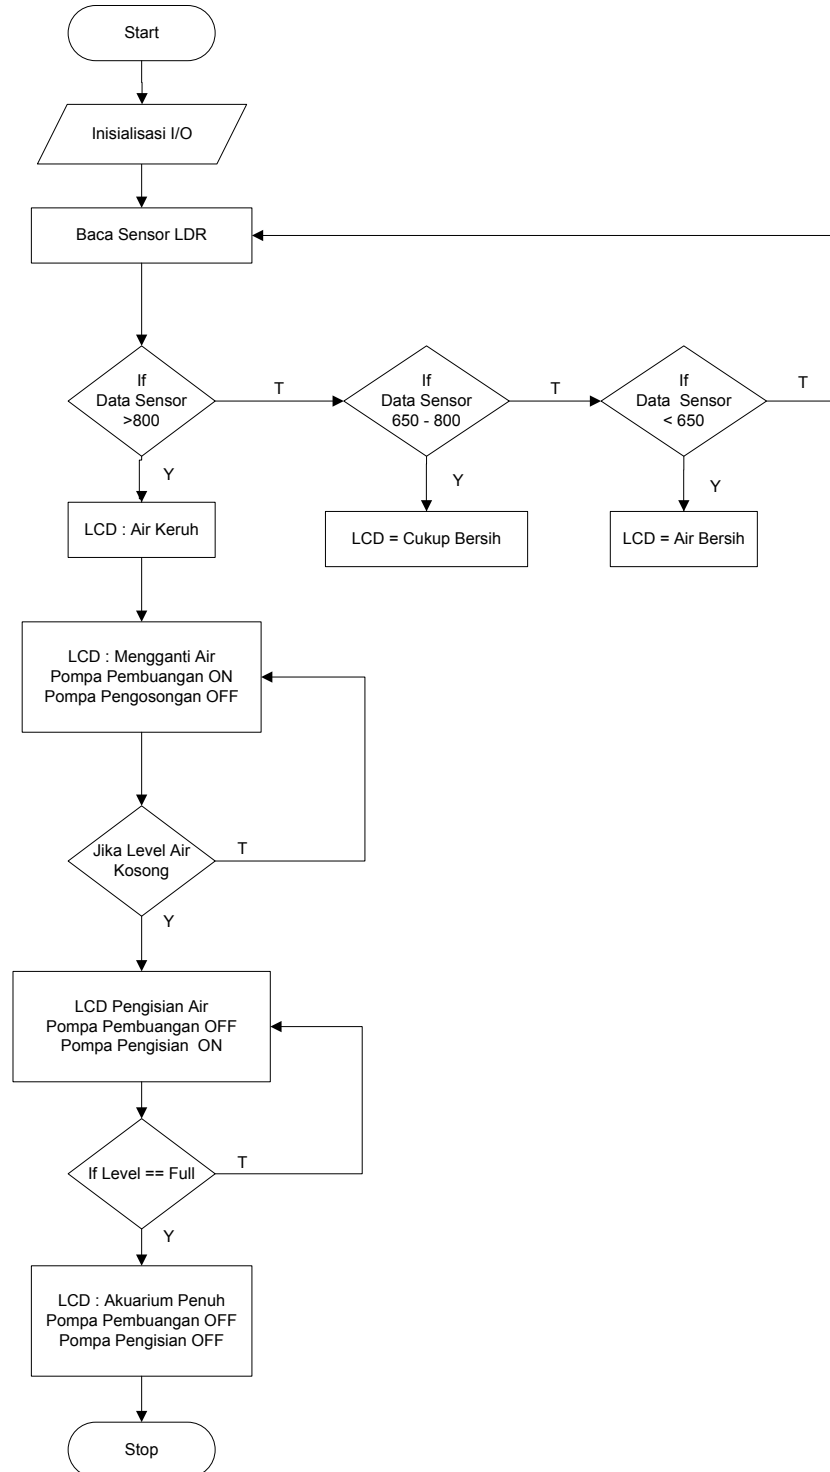 Start
Inisialisasi I/O
Baca Sensor LDR
If
Data Sensor
>800
T
If
Data Sensor
650 - 800
T
If
Data  Sensor
< 650
T
Y
Y
Y
LCD : Air Keruh
LCD = Cukup Bersih
LCD = Air Bersih
LCD : Mengganti Air
Pompa Pembuangan ON
Pompa Pengosongan OFF
Jika Level Air
Kosong
T
Y
LCD Pengisian Air
Pompa Pembuangan OFF
Pompa Pengisian  ON
If Level == Full
T
Y
LCD : Akuarium Penuh
Pompa Pembuangan OFF
Pompa Pengisian OFF
Stop